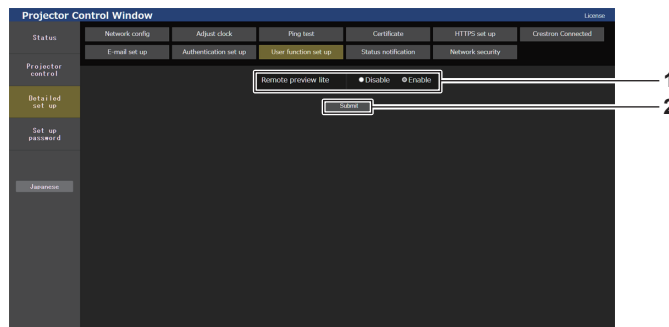 Projector Control Window
License
Status
Network config
Adjust clock
Ping test
Certificate
HTTPS set up
Crestron Connected
E-mail set up
Authentication set up
User function set up
Status notification
Network security
Projector
control
Remote preview lite
Disable
Enable
1
Detailed
set up
Submit
2
Set up
password
Japanese